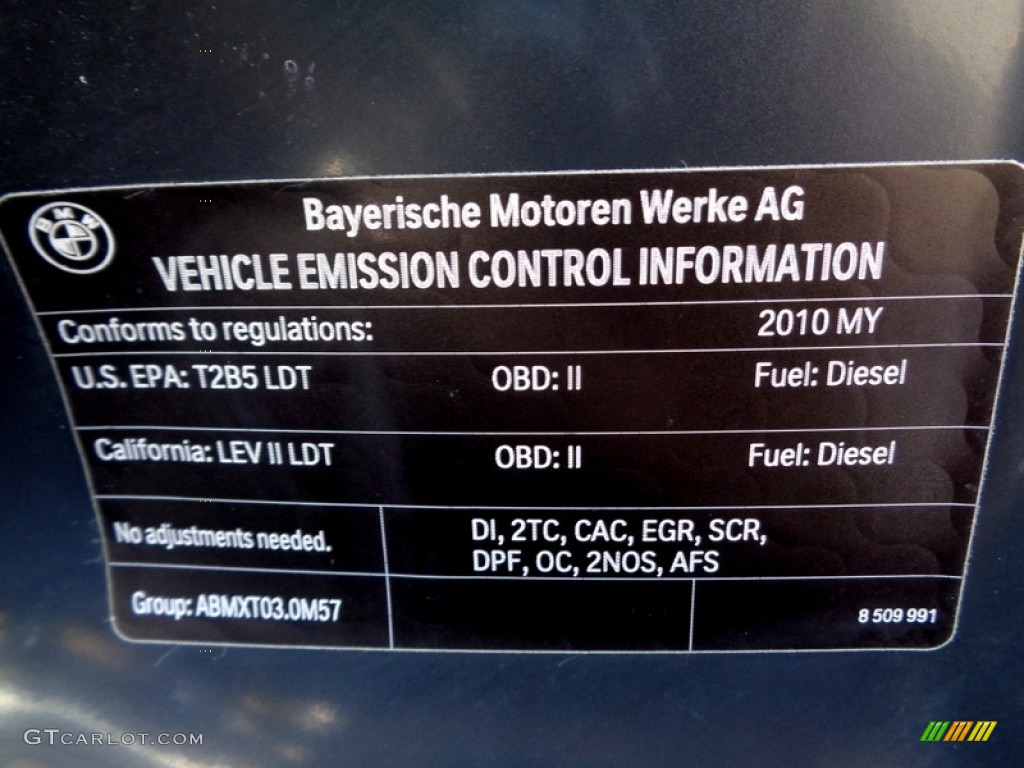 BMW
Bayerische Motoren Werke AG
VEHICLE EMISSION CONTROL INFORMATION
Conforms to regulations: 2010 MY
U.S. EPA: T2B5 LDT OBD: II Fuel: Diesel
California: LEV II LDT OBD: II Fuel: Diesel
No adjustments needed.
DI, 2TC, CAC, EGR, SCR,
DPF, OC, 2NOS, AFS
Group: ABMXT03.0M57
8 509 991
GTCARLOT.COM